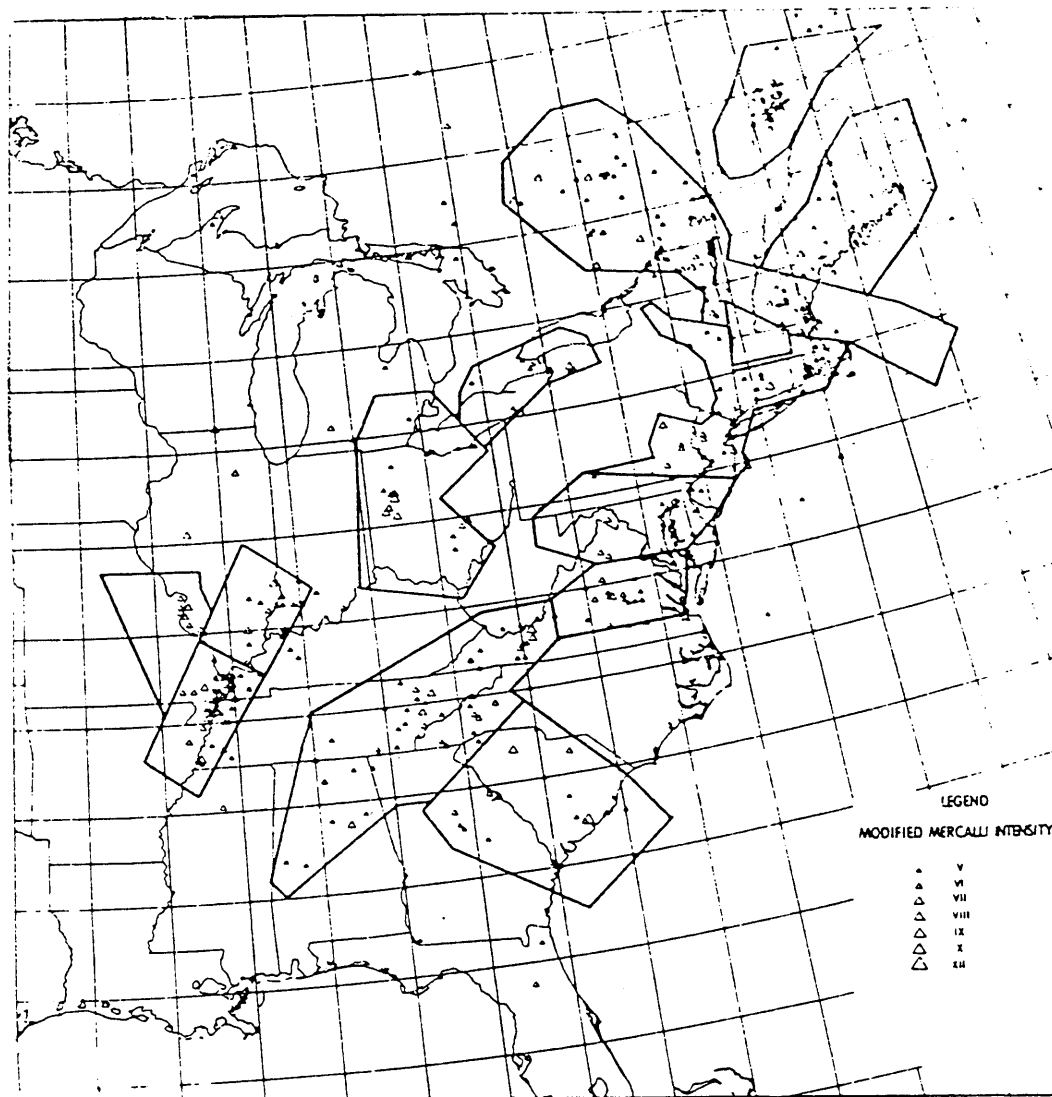 LEGEND
MODIFIED MERCALLI INTENSITY
V
VI
VII
VIII
IX
X
XII